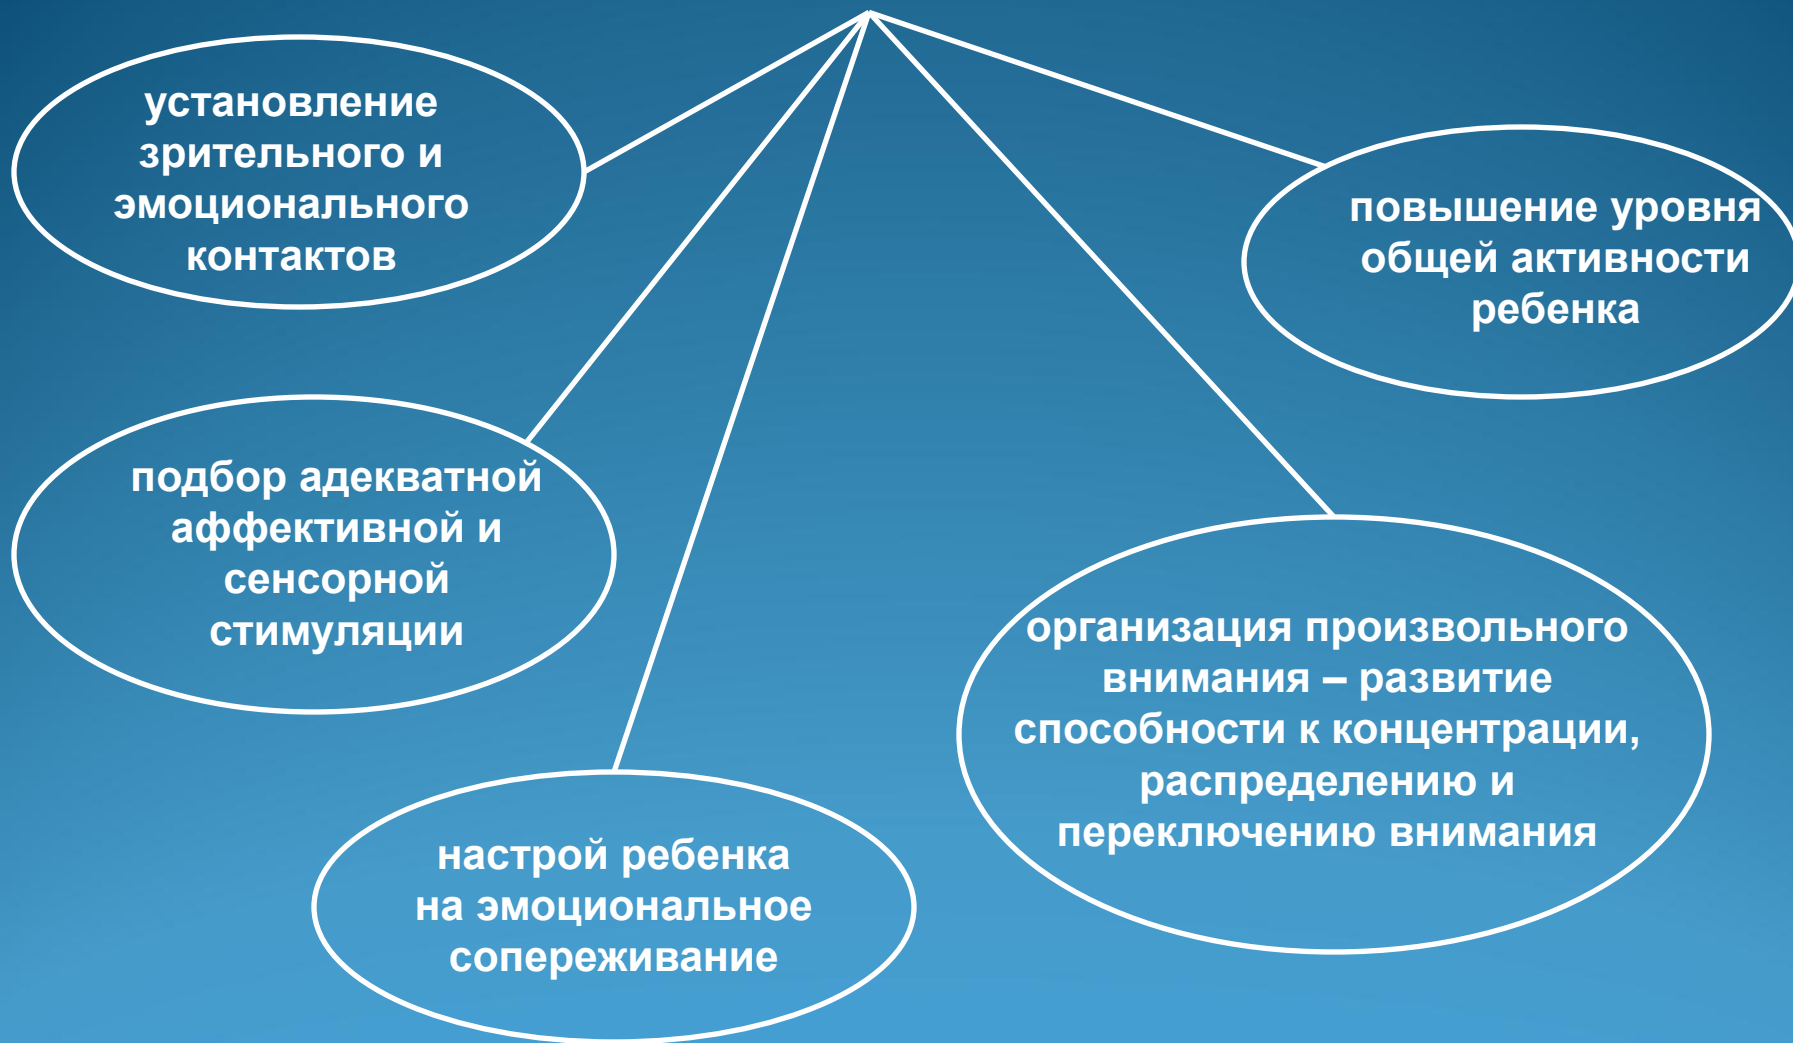 установление
зрительного и
эмоционального
контактов
повышение уровня
общей активности
ребенка
подбор адекватной
аффективной и
сенсорной
стимуляции
организация произвольного
внимания – развитие
способности к концентрации,
распределению и
переключению внимания
настрой ребенка
на эмоциональное
сопереживание